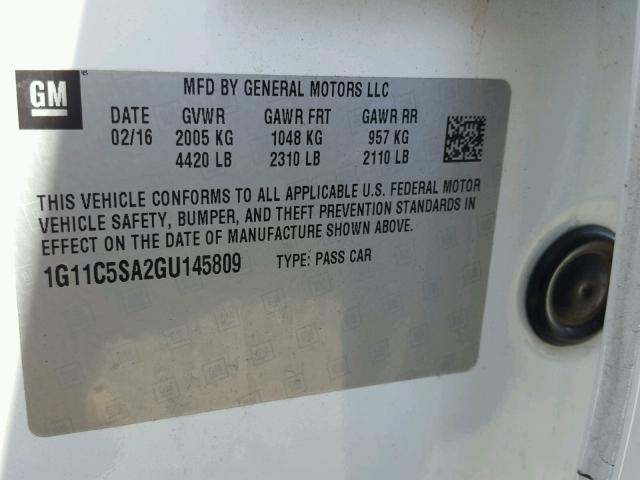 GM
MFD BY GENERAL MOTORS LLC
DATE GVWR GAWR FRT GAWR RR
02/16 2005 KG 1048 KG 957 KG
4420 LB 2310 LB 2110 LB
THIS VEHICLE CONFORMS TO ALL APPLICABLE U.S. FEDERAL MOTOR
VEHICLE SAFETY, BUMPER, AND THEFT PREVENTION STANDARDS IN
EFFECT ON THE DATE OF MANUFACTURE SHOWN ABOVE.
1G11C5SA2GU145809 TYPE: PASS CAR